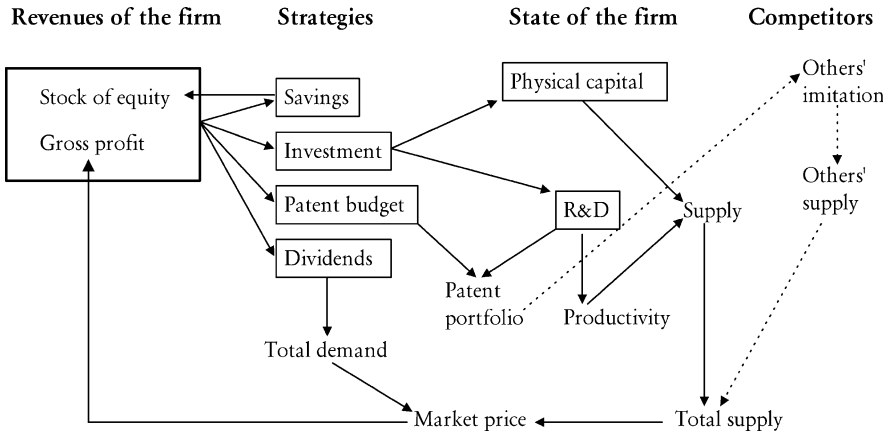 Revenues of the firm
Strategies
State of the firm
Competitors
Stock of equity
Gross profit
Savings
Investment
Patent budget
Dividends
Total demand
Physical capital
R&D
Patent
portfolio
Productivity
Supply
Others'
imitation
Others'
supply
Market price
Total supply